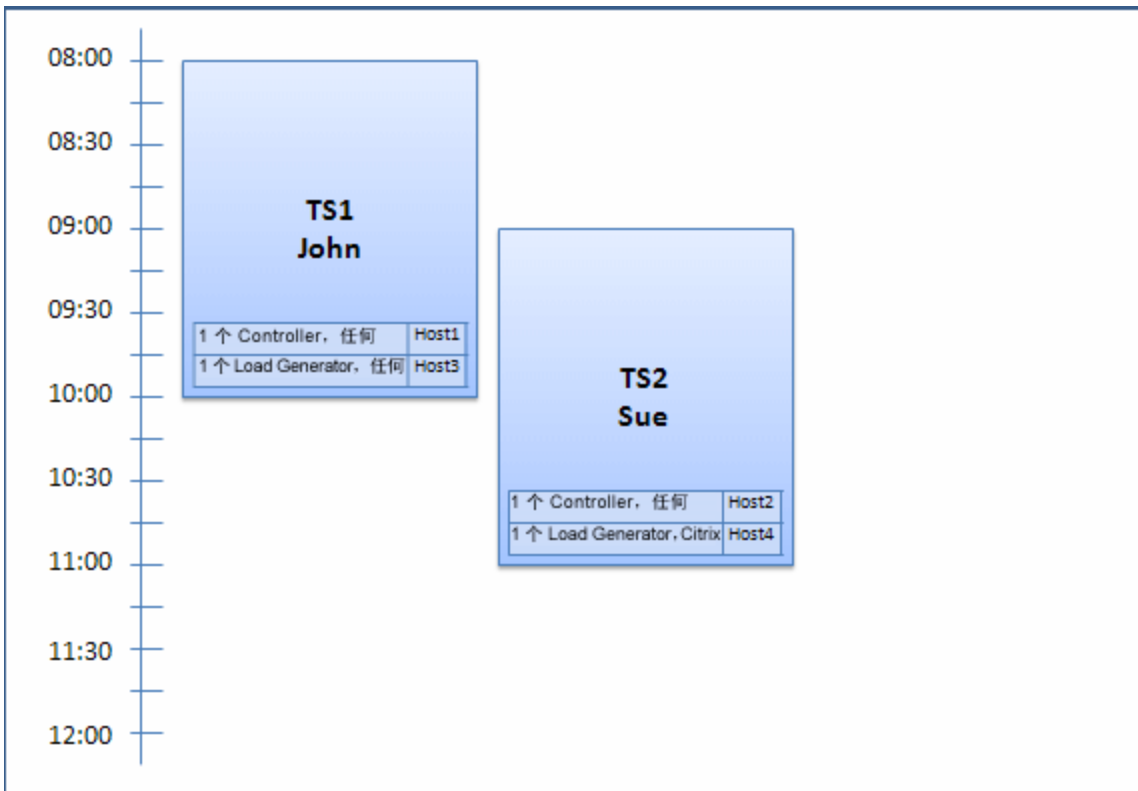 08:00
08:30
09:00
09:30
10:00
10:30
11:00
11:30
12:00
TS1
John
1 个 Controller，任何 Host1
1 个 Load Generator，任何 Host3
TS2
Sue
1 个 Controller，任何 Host2
1 个 Load Generator, Citrix Host4